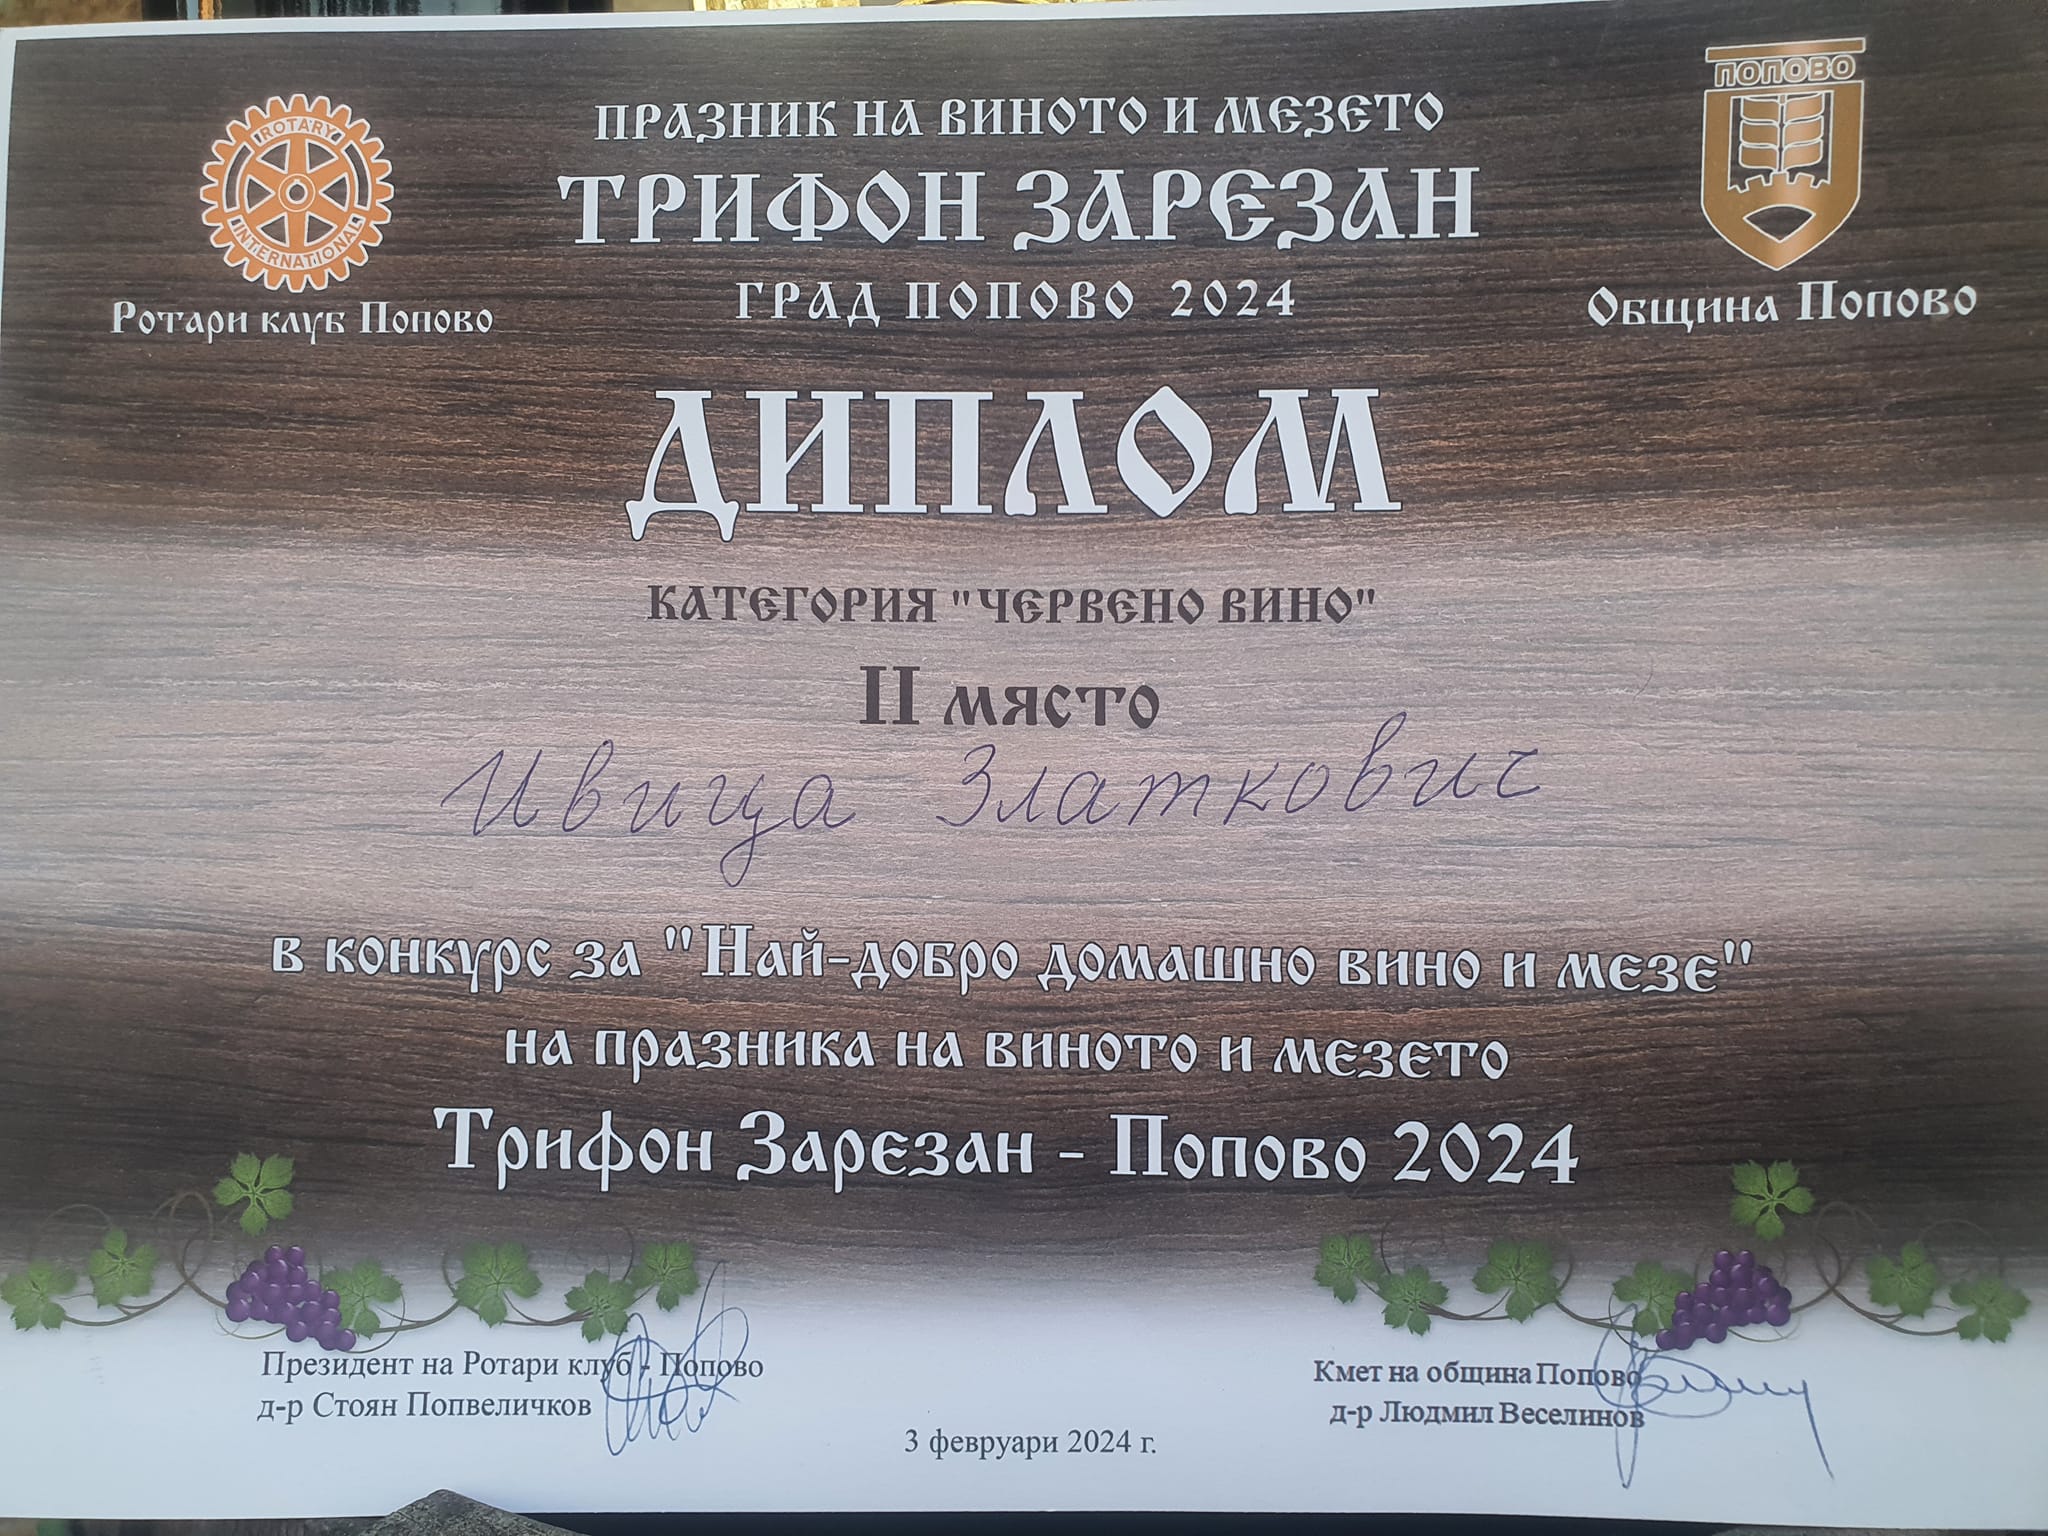 ROTARY
INTERNATIONAL
Ротари клуб Попово
ПРАЗНИК НА ВИНОТО И МЕЗЕТО
ТРИФОН ЗАРЕЗАН
ГРАД ПОПОВО 2024
ПОПОВО
Община Попово
ДИПЛОМ
КАТЕГОРИЯ "ЧЕРВЕНО ВИНО"
II място
Ивица Златкович
в конкурс за "Най-добро домашно вино и мезе"
на празника на виното и мезето
Трифон Зарезан - Попово 2024
Президент на Ротари клуб - Попово
д-р Стоян Попвеличков
Кмет на община Попово
д-р Людмил Веселинов
3 февруари 2024 г.